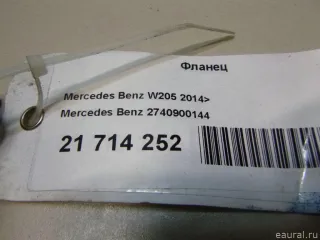 Фланец
Mercedes Benz W205 2014>
Mercedes Benz 2740900144
21 714 252
eaural.ru